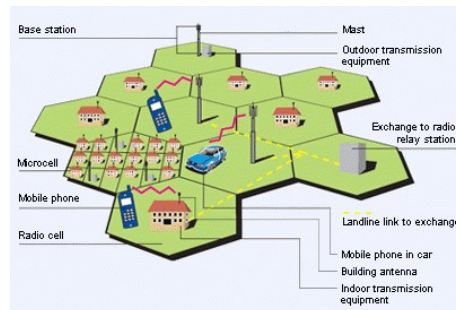 Base station
Mast
Outdoor transmission
equipment
Exchange to radio
relay station
Microcell
Mobile phone
Radio cell
Landline link to exchange
Mobile phone in car
Building antenna
Indoor transmission
equipment